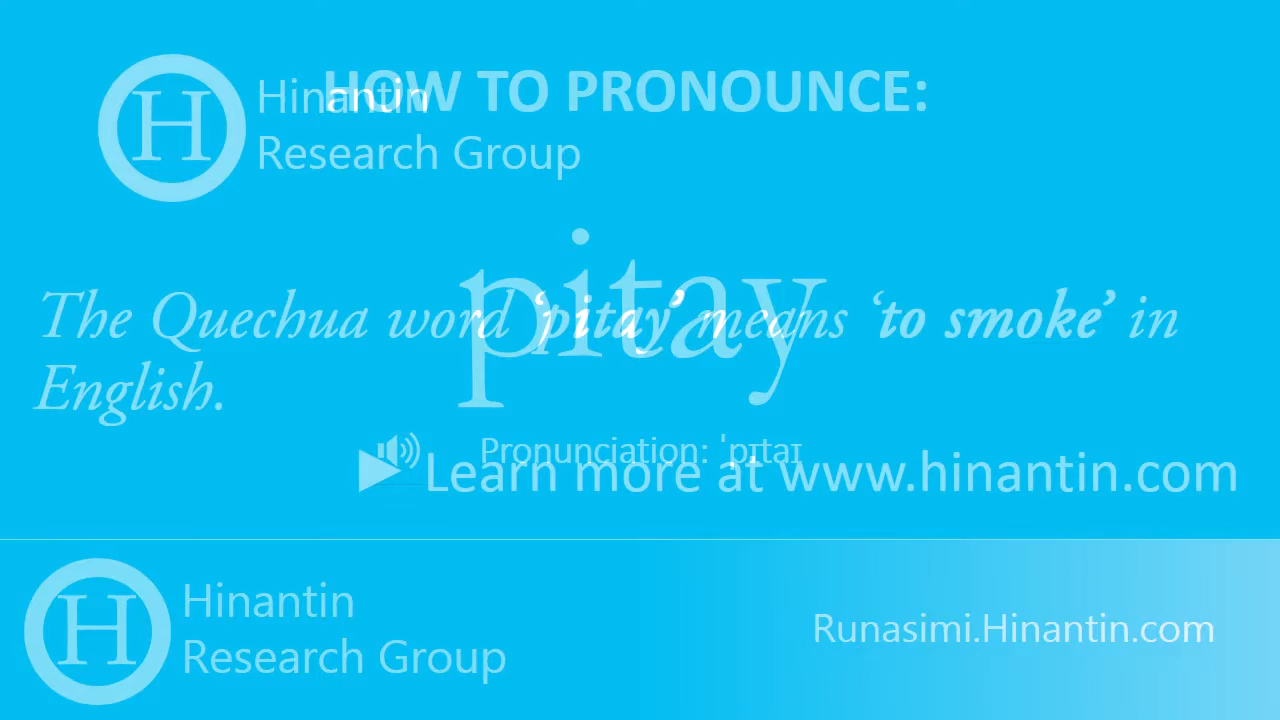 HOW TO PRONOUNCE:
Hinantin
Research Group
pitay
The Quechua word ‘pitay’ means ‘to smoke’ in
English.
Pronunciation: ˈpɪtaɪ
Learn more at www.hinantin.com
H
Hinantin
Research Group
H
Runasimi.Hinantin.com